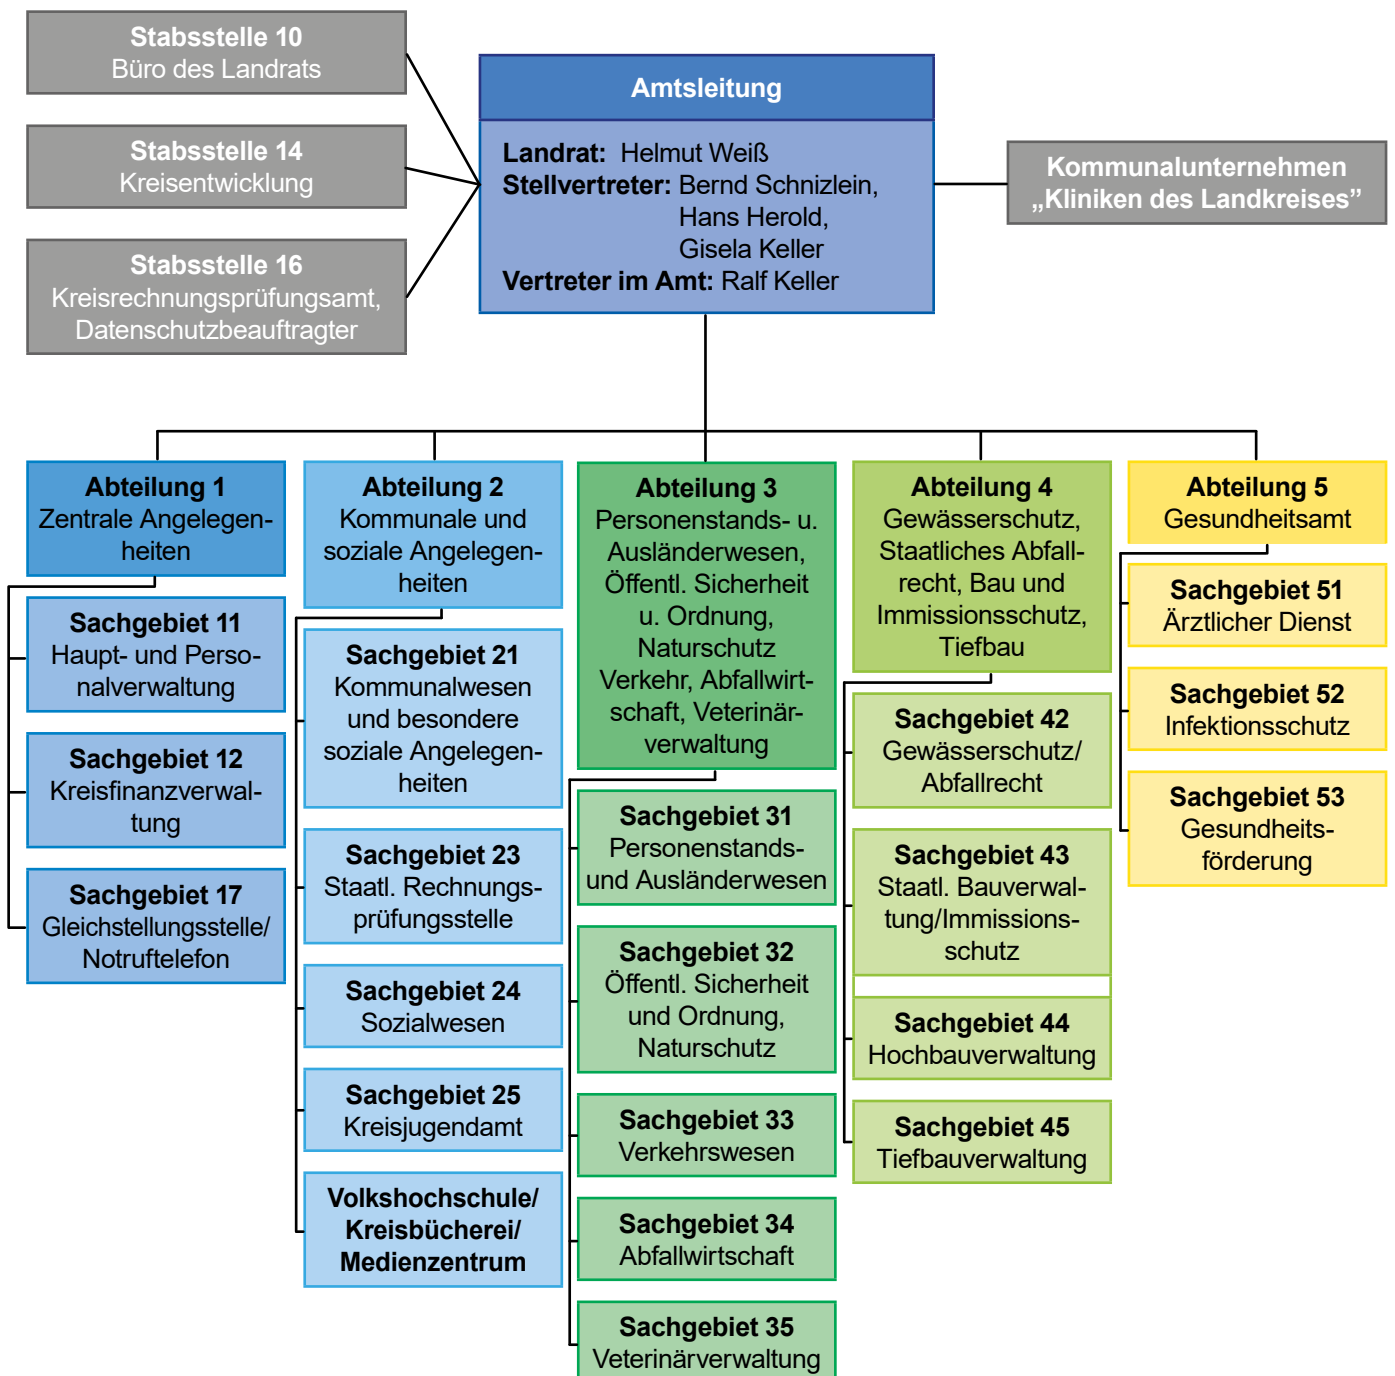 Stabsstelle 10
Büro des Landrats
Stabsstelle 14
Kreisentwicklung
Stabsstelle 16
Kreisrechnungsprüfungsamt,
Datenschutzbeauftragter
Amtsleitung
Landrat: Helmut Weiß
Stellvertreter: Bernd Schnizlein,
Hans Herold,
Gisela Keller
Vertreter im Amt: Ralf Keller
Kommunalunternehmen
„Kliniken des Landkreises”
Abteilung 1
Zentrale Angelegen-
heiten
Sachgebiet 11
Haupt- und Perso-
nalverwaltung
Sachgebiet 12
Kreisfinanzverwal-
tung
Sachgebiet 17
Gleichstellungsstelle/
Notruftelefon
Abteilung 2
Kommunale und
soziale Angelegen-
heiten
Sachgebiet 21
Kommunalwesen
und besondere
soziale Angelegen-
heiten
Sachgebiet 23
Staatl. Rechnungs-
prüfungsstelle
Sachgebiet 24
Sozialwesen
Sachgebiet 25
Kreisjugendamt
Volkshochschule/
Kreisbücherei/
Medienzentrum
Abteilung 3
Personenstands- u.
Ausländerwesen,
Öffentl. Sicherheit
u. Ordnung,
Naturschutz
Verkehr, Abfallwirt-
schaft, Veterinär-
verwaltung
Sachgebiet 31
Personenstands-
und Ausländerwesen
Sachgebiet 32
Öffentl. Sicherheit
und Ordnung,
Naturschutz
Sachgebiet 33
Verkehrswesen
Sachgebiet 34
Abfallwirtschaft
Sachgebiet 35
Veterinärverwaltung
Abteilung 4
Gewässerschutz,
Staatliches Abfall-
recht, Bau und
Immissionsschutz,
Tiefbau
Sachgebiet 42
Gewässerschutz/
Abfallrecht
Sachgebiet 43
Staatl. Bauverwal-
tung/Immissions-
schutz
Sachgebiet 44
Hochbauverwaltung
Sachgebiet 45
Tiefbauverwaltung
Abteilung 5
Gesundheitsamt
Sachgebiet 51
Ärztlicher Dienst
Sachgebiet 52
Infektionsschutz
Sachgebiet 53
Gesundheits-
förderung